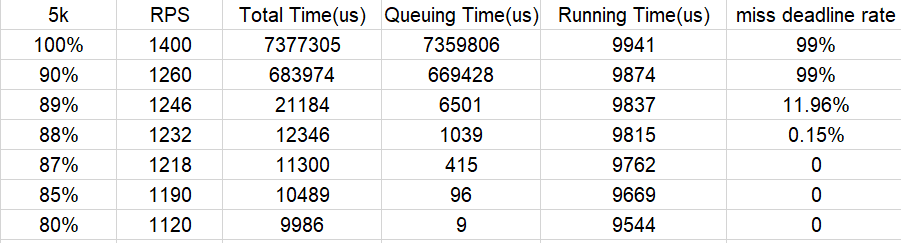 5k RPS Total Time(us) Queuing Time(us) Running Time(us) miss deadline rate
100% 1400 7377305 7359806 9941 99%
90% 1260 683974 669428 9874 99%
89% 1246 21184 6501 9837 11.96%
88% 1232 12346 1039 9815 0.15%
87% 1218 11300 415 9762 0
85% 1190 10489 96 9669 0
80% 1120 9986 9 9544 0